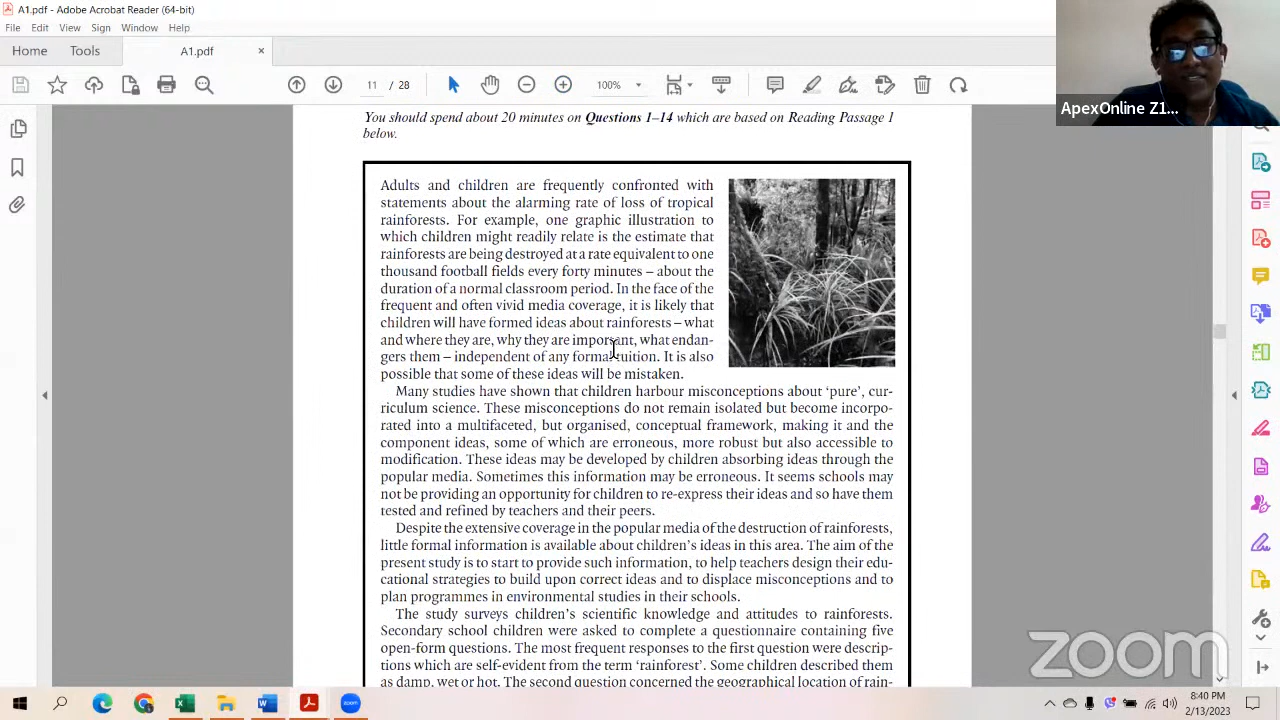 A1.pdf - Adobe Acrobat Reader (64-bit)
File Edit View Sign Window Help
Home Tools A1.pdf ×
11 / 28 100%
ApexOnline Z1...
You should spend about 20 minutes on Questions 1–14 which are based on Reading Passage 1
below.
Adults and children are frequently confronted with
statements about the alarming rate of loss of tropical
rainforests. For example, one graphic illustration to
which children might readily relate is the estimate that
rainforests are being destroyed at a rate equivalent to one
thousand football fields every forty minutes – about the
duration of a normal classroom period. In the face of the
frequent and often vivid media coverage, it is likely that
children will have formed ideas about rainforests – what
and where they are, why they are important, what endan-
gers them – independent of any formal tuition. It is also
possible that some of these ideas will be mistaken.
Many studies have shown that children harbour misconceptions about ‘pure’, cur-
riculum science. These misconceptions do not remain isolated but become incorpo-
rated into a multifaceted, but organised, conceptual framework, making it and the
component ideas, some of which are erroneous, more robust but also accessible to
modification. These ideas may be developed by children absorbing ideas through the
popular media. Sometimes this information may be erroneous. It seems schools may
not be providing an opportunity for children to re-express their ideas and so have them
tested and refined by teachers and their peers.
Despite the extensive coverage in the popular media of the destruction of rainforests,
little formal information is available about children’s ideas in this area. The aim of the
present study is to start to provide such information, to help teachers design their edu-
cational strategies to build upon correct ideas and to displace misconceptions and to
plan programmes in environmental studies in their schools.
The study surveys children’s scientific knowledge and attitudes to rainforests.
Secondary school children were asked to complete a questionnaire containing five
open-form questions. The most frequent responses to the first question were descrip-
tions which are self-evident from the term ‘rainforest’. Some children described them
as damp, wet or hot. The second question concerned the geographical location of rain-
zoom
zoom
8:40 PM
2/13/2023